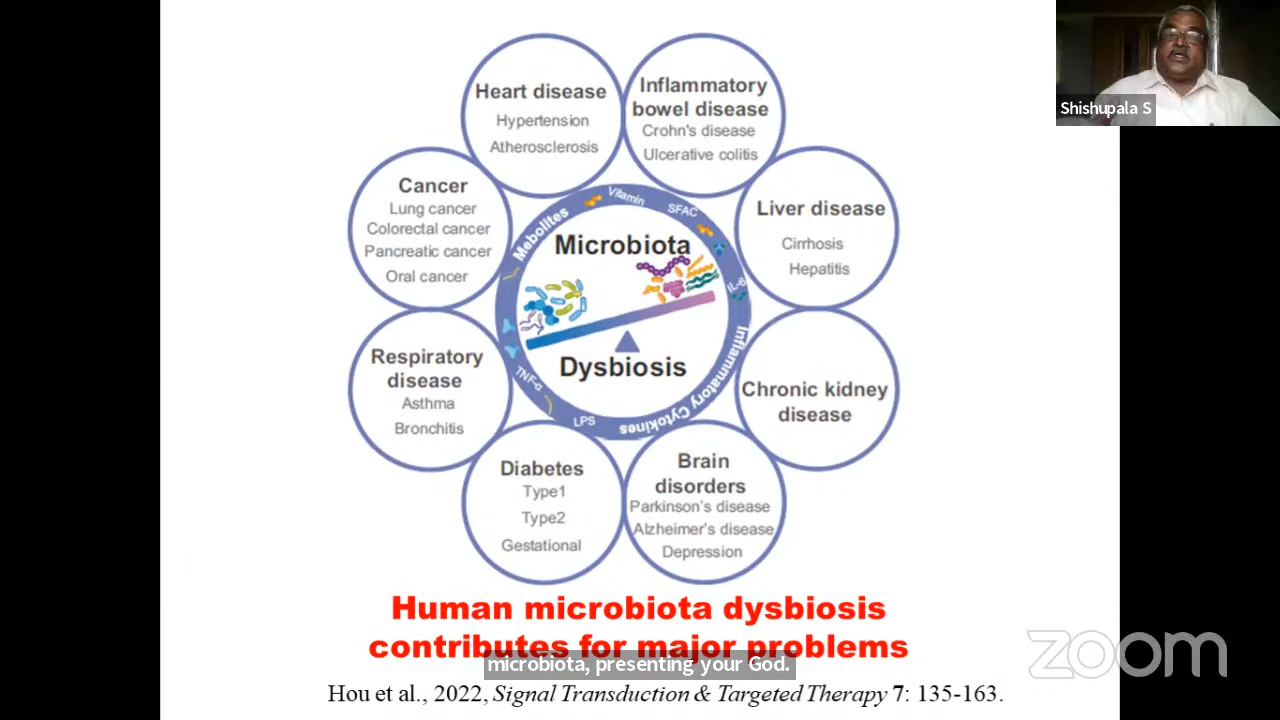 Heart disease
Hypertension
Atherosclerosis
Inflammatory
bowel disease
Crohn's disease
Ulcerative colitis
Shishupala S
Cancer
Lung cancer
Colorectal cancer
Pancreatic cancer
Oral cancer
Liver disease
Cirrhosis
Hepatitis
Mebolites
Vitamin
SFAC
IL-6
Inflammatory Cytokines
LPS
TNF-α
Microbiota
Dysbiosis
Respiratory
disease
Asthma
Bronchitis
Chronic kidney
disease
Diabetes
Type1
Type2
Gestational
Brain
disorders
Parkinson's disease
Alzheimer's disease
Depression
Human microbiota dysbiosis
contributes for major problems
microbiota, presenting your God.
zoom
Hou et al., 2022, Signal Transduction & Targeted Therapy 7: 135-163.